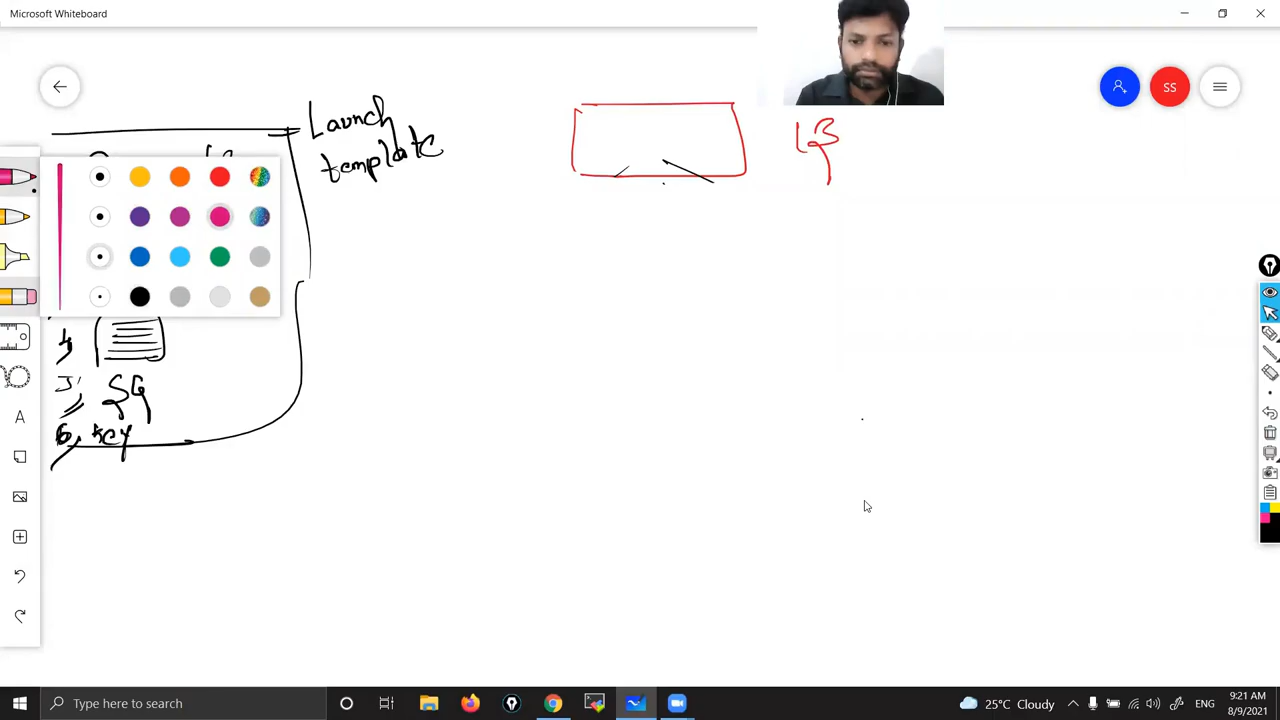 Microsoft Whiteboard
Launch
template
LB
SS
4,
5,
SG
6, key
A
Type here to search
25°C Cloudy
ENG
9:21 AM
8/9/2021